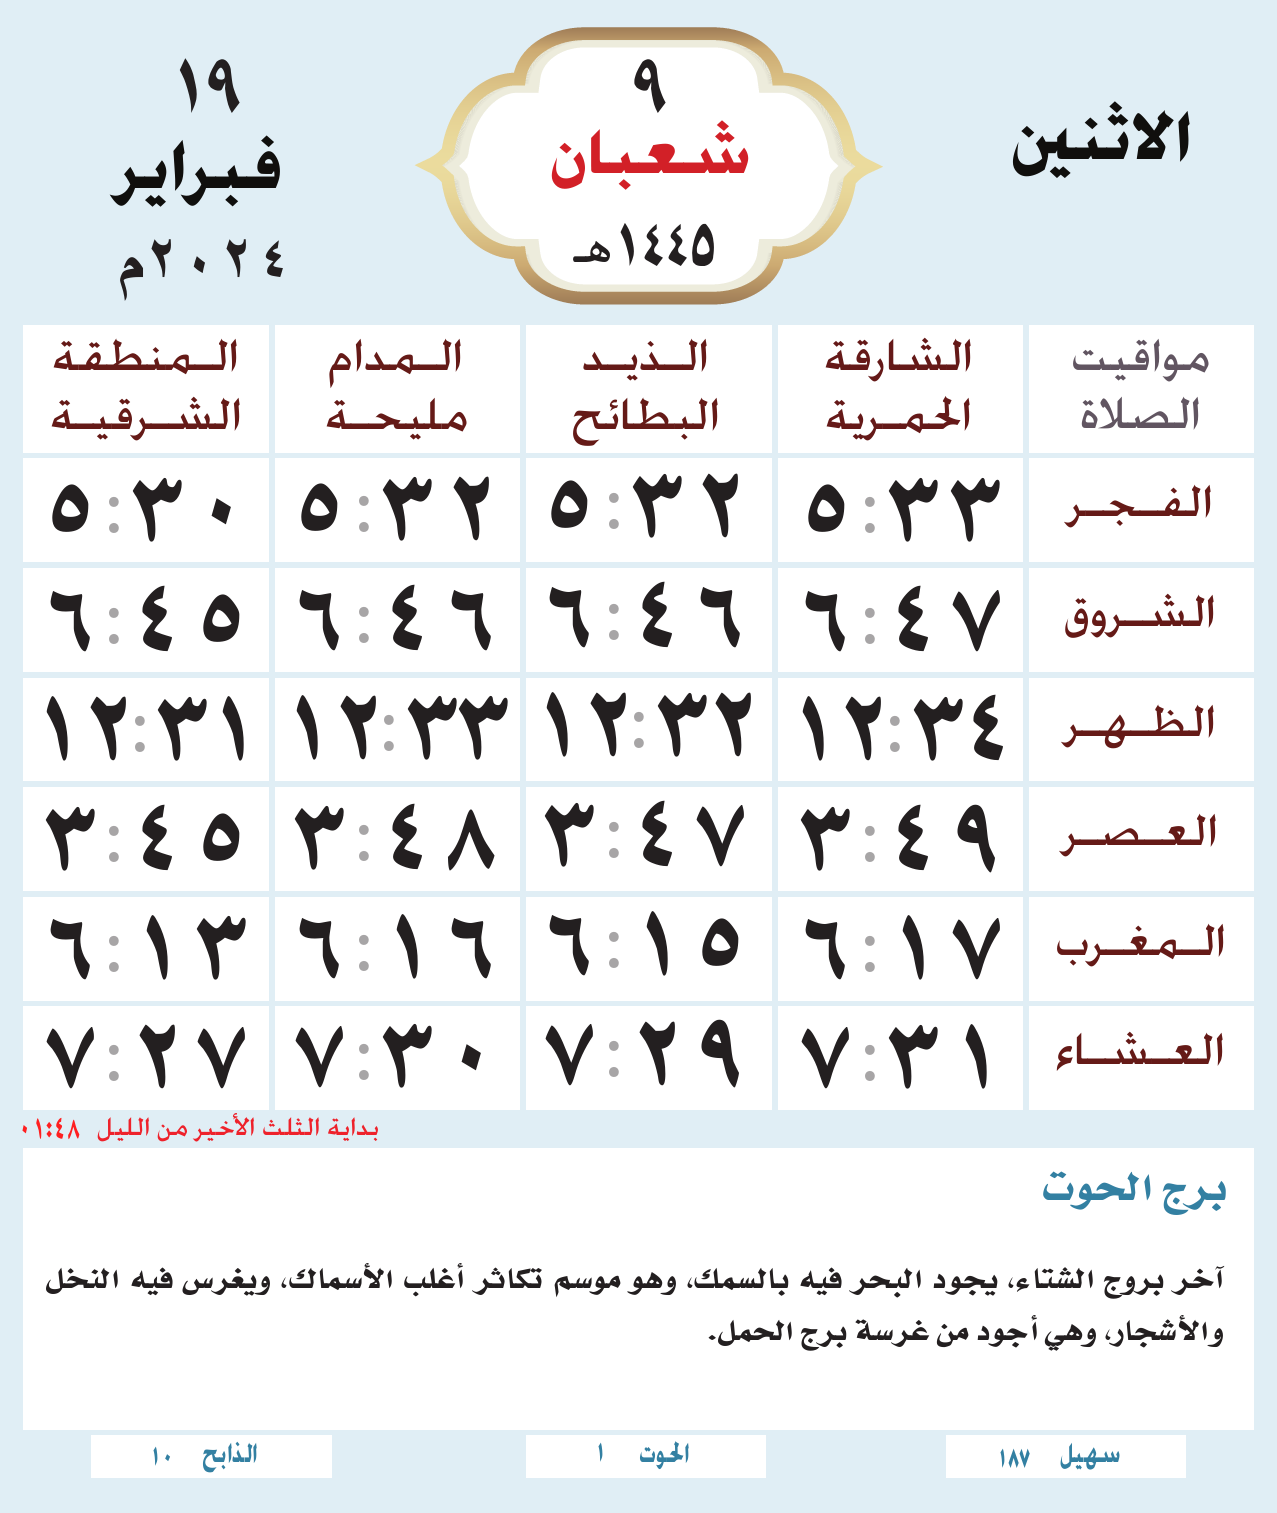 الاثنين
٩
شعبان
١٤٤٥هـ
١٩
فبراير
٢٠٢٤م
مواقيت الصلاة
الشارقة الحمرية
الذيد البطائح
المدام مليحة
المنطقة الشرقية
الفجر ٥:٣٣ ٥:٣٢ ٥:٣٢ ٥:٣٠
الشروق ٦:٤٧ ٦:٤٦ ٦:٤٦ ٦:٤٥
الظهر ١٢:٣٤ ١٢:٣٢ ١٢:٣٣ ١٢:٣١
العصر ٣:٤٩ ٣:٤٧ ٣:٤٨ ٣:٤٥
المغرب ٦:١٧ ٦:١٥ ٦:١٦ ٦:١٣
العشاء ٧:٣١ ٧:٢٩ ٧:٣٠ ٧:٢٧
بداية الثلث الأخير من الليل ٠١:٤٨
برج الحوت
آخر بروج الشتاء، يجود البحر فيه بالسمك، وهو موسم تكاثر أغلب الأسماك، ويغرس فيه النخل
والأشجار، وهي أجود من غرسة برج الحمل.
سهيل ١٨٧
الحوت ١
الذابح ١٠